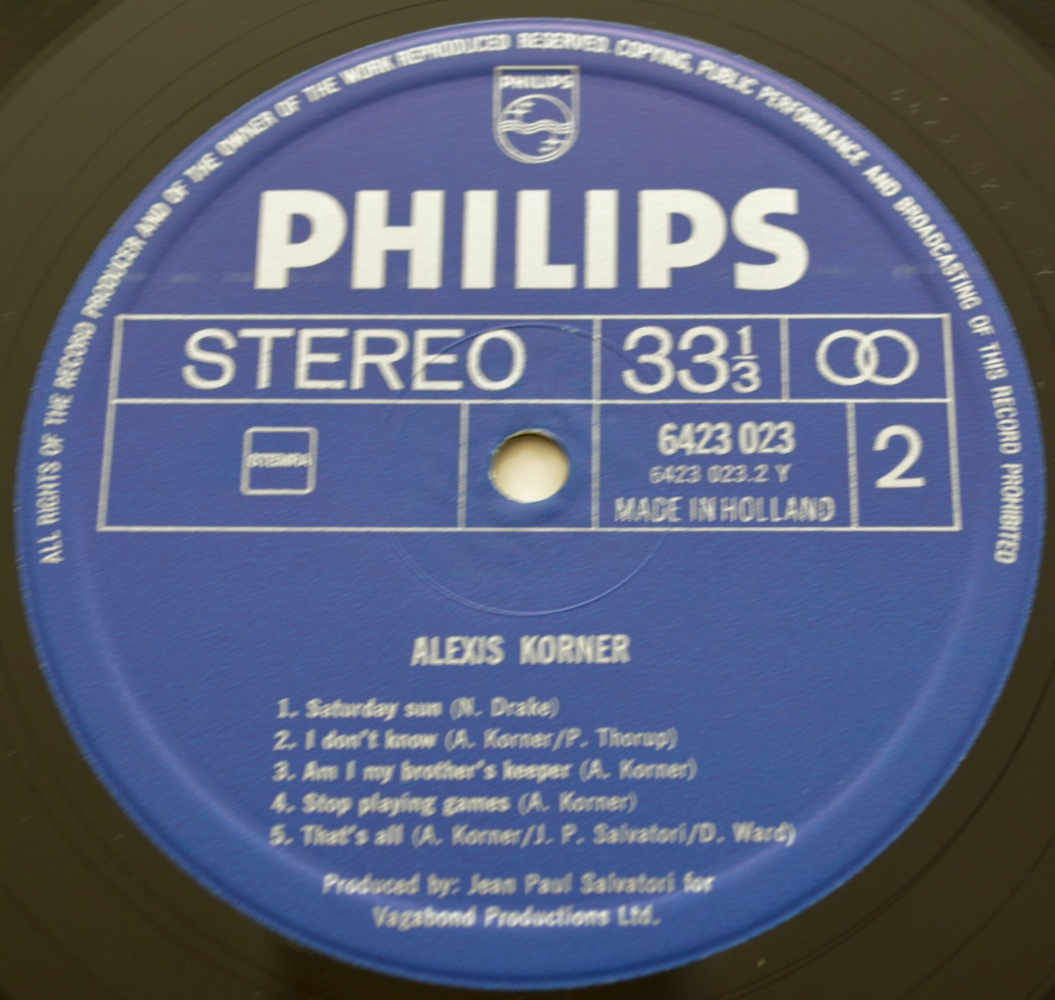 ALL RIGHTS OF THE RECORD PRODUCER AND OF THE OWNER OF THE WORK REPRODUCED RESERVED. COPYING, PUBLIC PERFORMANCE AND BROADCASTING OF THIS RECORD PROHIBITED
PHILIPS
PHILIPS
STEREO 33 1/3
STEMRA 6423 023 2
6423 023.2 Y
MADE IN HOLLAND
ALEXIS KORNER
1. Saturday sun (N. Drake)
2. I don't know (A. Korner/P. Thorup)
3. Am I my brother's keeper (A. Korner)
4. Stop playing games (A. Korner)
5. That's all (A. Korner/J. P. Salvatori/D. Ward)
Produced by: Jean Paul Salvatori for
Vagabond Productions Ltd.